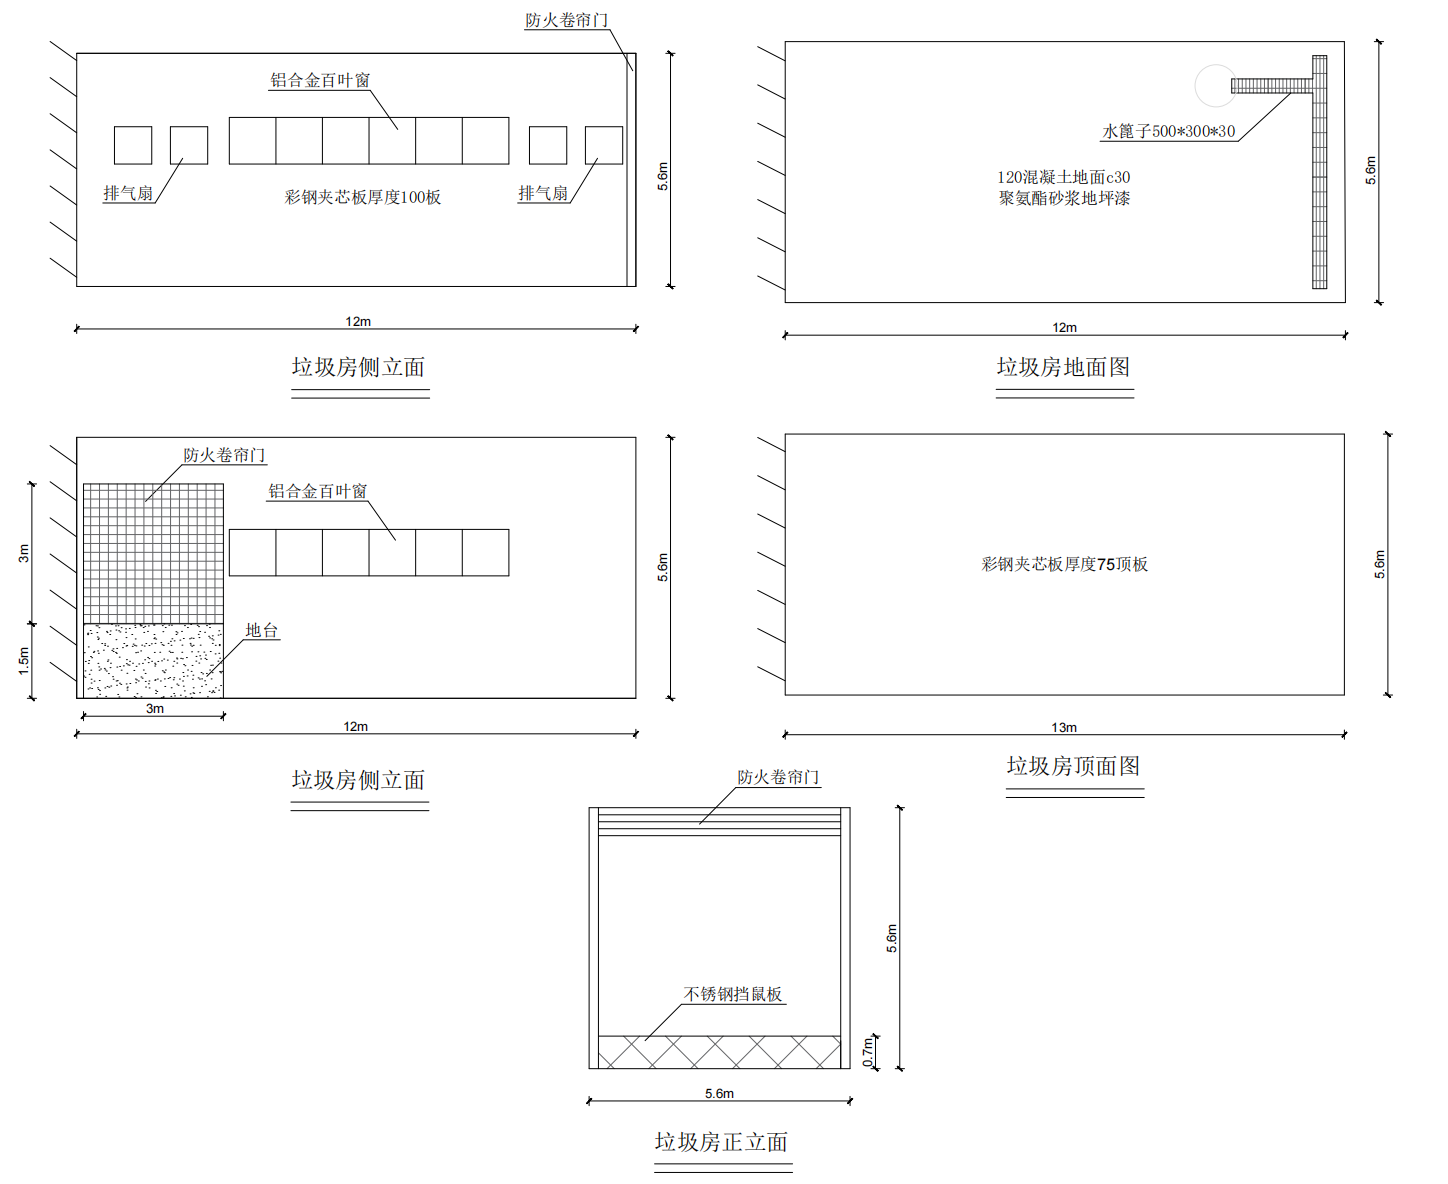 防火卷帘门
铝合金百叶窗
排气扇
彩钢夹芯板厚度100板
排气扇
5.6m
12m
垃圾房侧立面
水篦子500*300*30
120混凝土地面c30
聚氨酯砂浆地坪漆
5.6m
12m
垃圾房地面图
防火卷帘门
铝合金百叶窗
3m
地台
1.5m
3m
12m
5.6m
垃圾房侧立面
彩钢夹芯板厚度75顶板
5.6m
13m
垃圾房顶面图
防火卷帘门
不锈钢挡鼠板
5.6m
0.7m
5.6m
垃圾房正立面